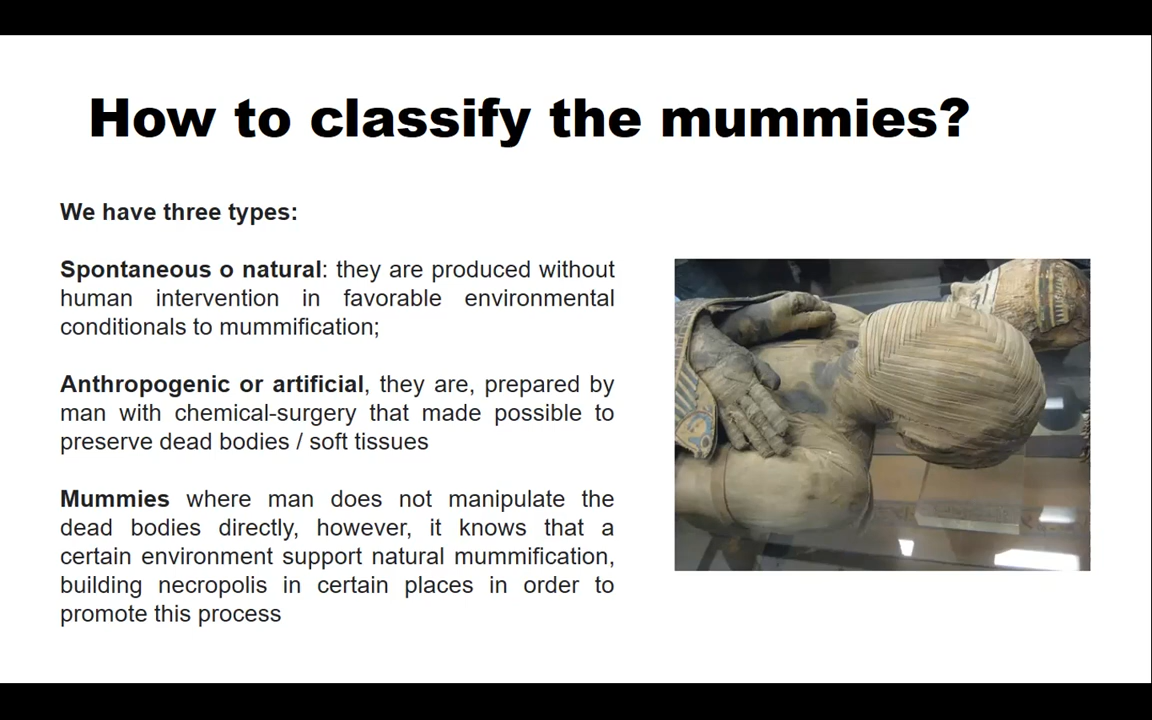 How to classify the mummies?
We have three types:
Spontaneous o natural: they are produced without
human intervention in favorable environmental
conditionals to mummification;
Anthropogenic or artificial, they are, prepared by
man with chemical-surgery that made possible to
preserve dead bodies / soft tissues
Mummies where man does not manipulate the
dead bodies directly, however, it knows that a
certain environment support natural mummification,
building necropolis in certain places in order to
promote this process